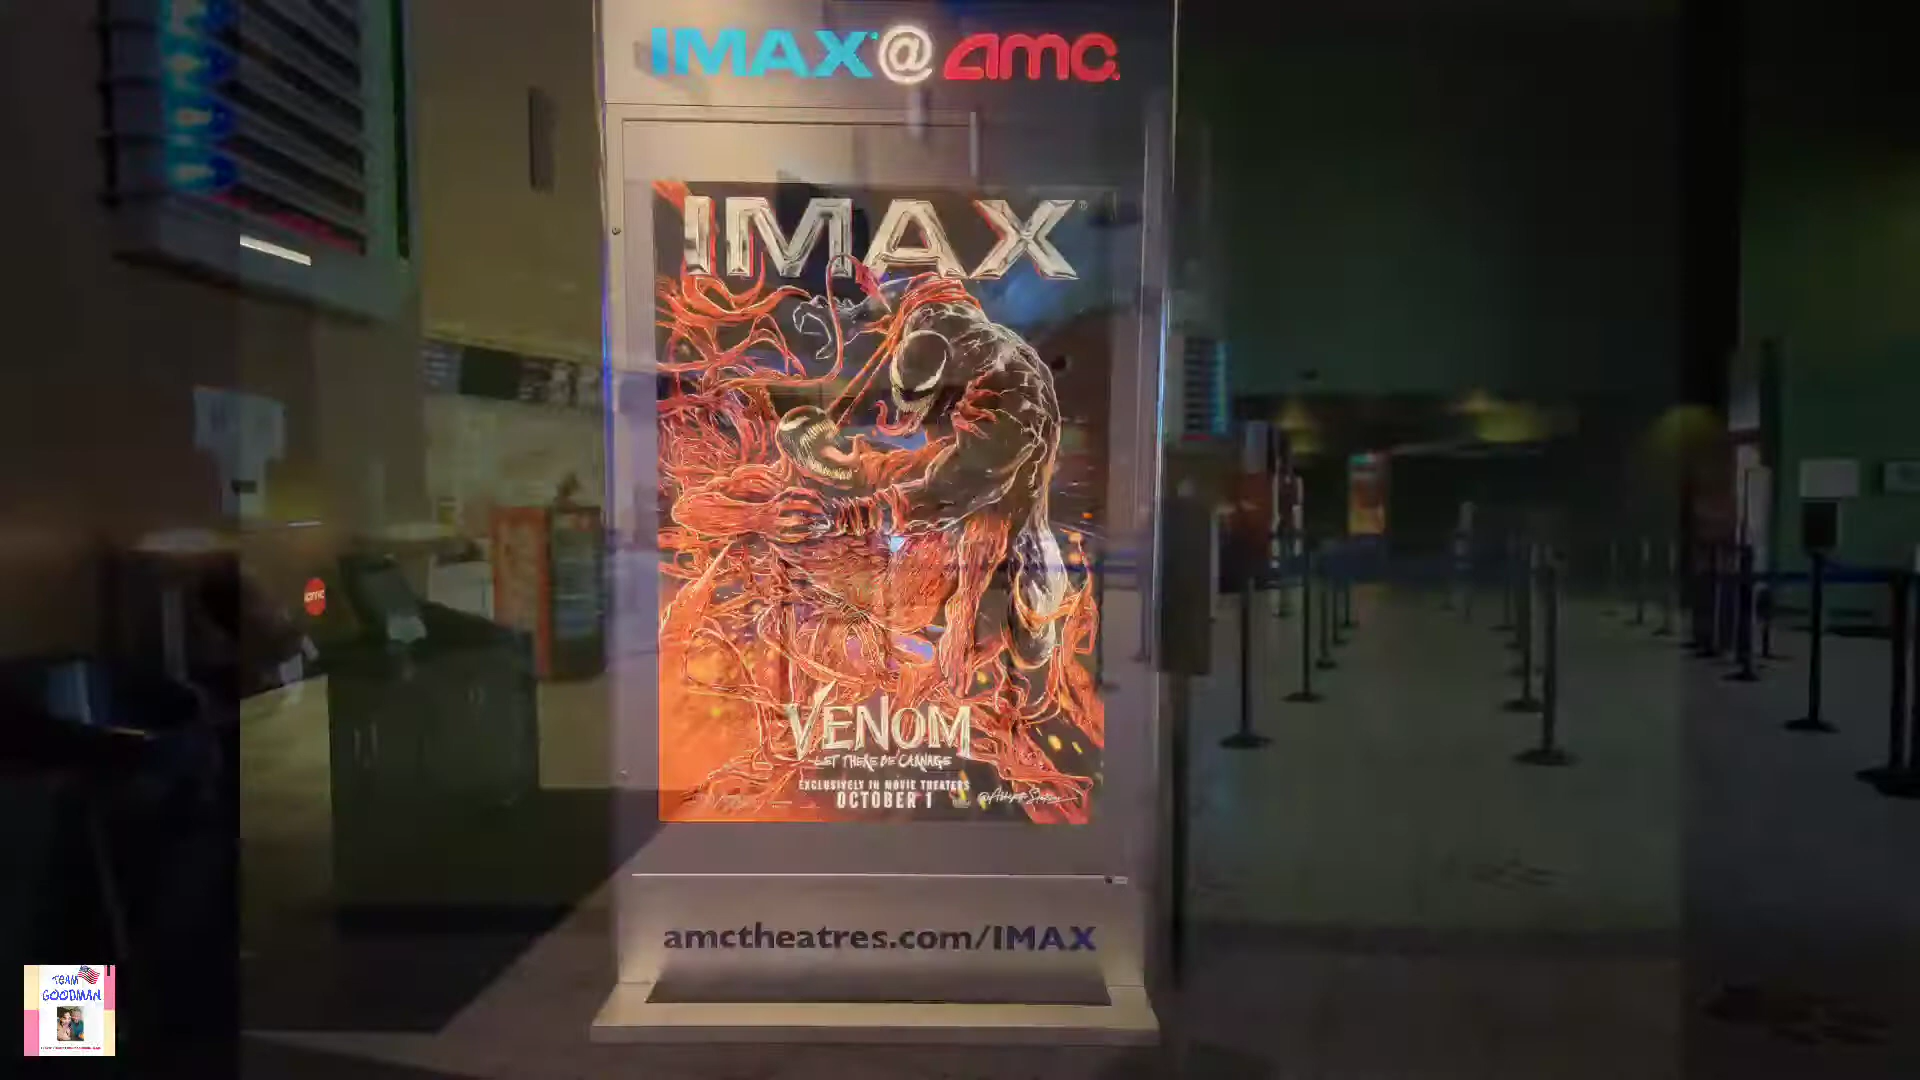 IMAX@amc
IMAX
VENOM
LET THERE BE CARNAGE
EXCLUSIVELY IN MOVIE THEATERS
OCTOBER 1
amctheatres.com/IMAX
amc
TEAM
GOODMAN